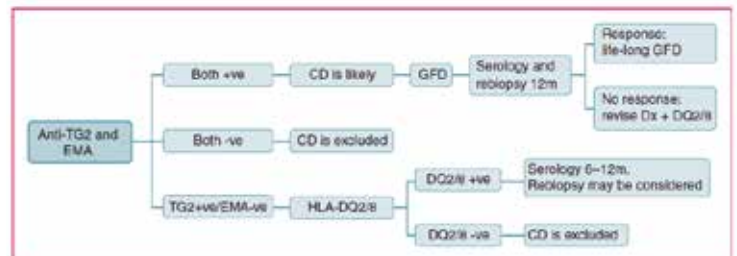 Anti-TG2 and
EMA
Both +ve
CD is likely
GFD
Serology and
rebiopsy 12m
Response:
life-long GFD
No response:
revise Dx + DQ2/8
Both -ve
CD is excluded
TG2+ve/EMA-ve
HLA-DQ2/8
DQ2/8 +ve
Serology 6–12m.
Rebiopsy may be considered
DQ2/8 -ve
CD is excluded